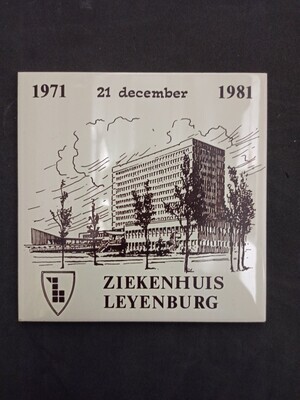 1971 21 december 1981
ZIEKENHUIS
LEYENBURG